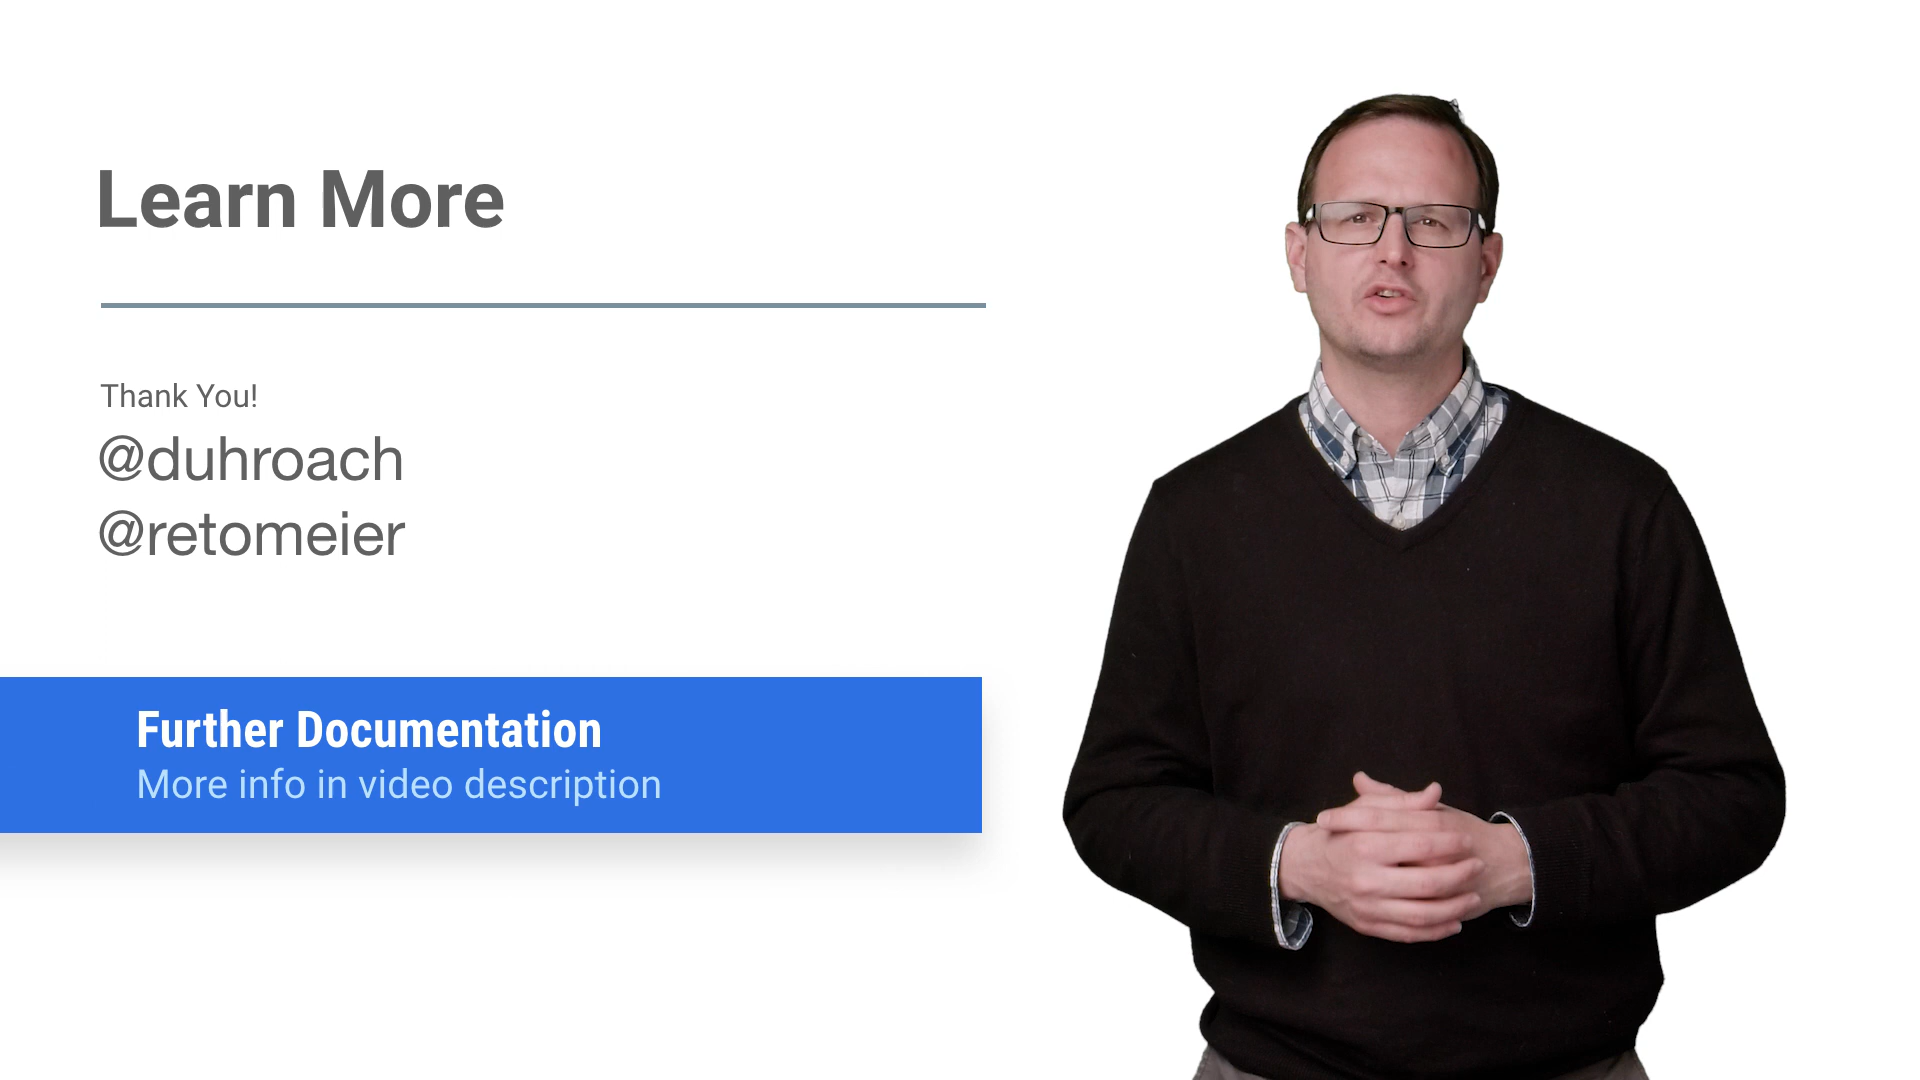 Learn More
Thank You!
@duhroach
@retomeier
Further Documentation
More info in video description